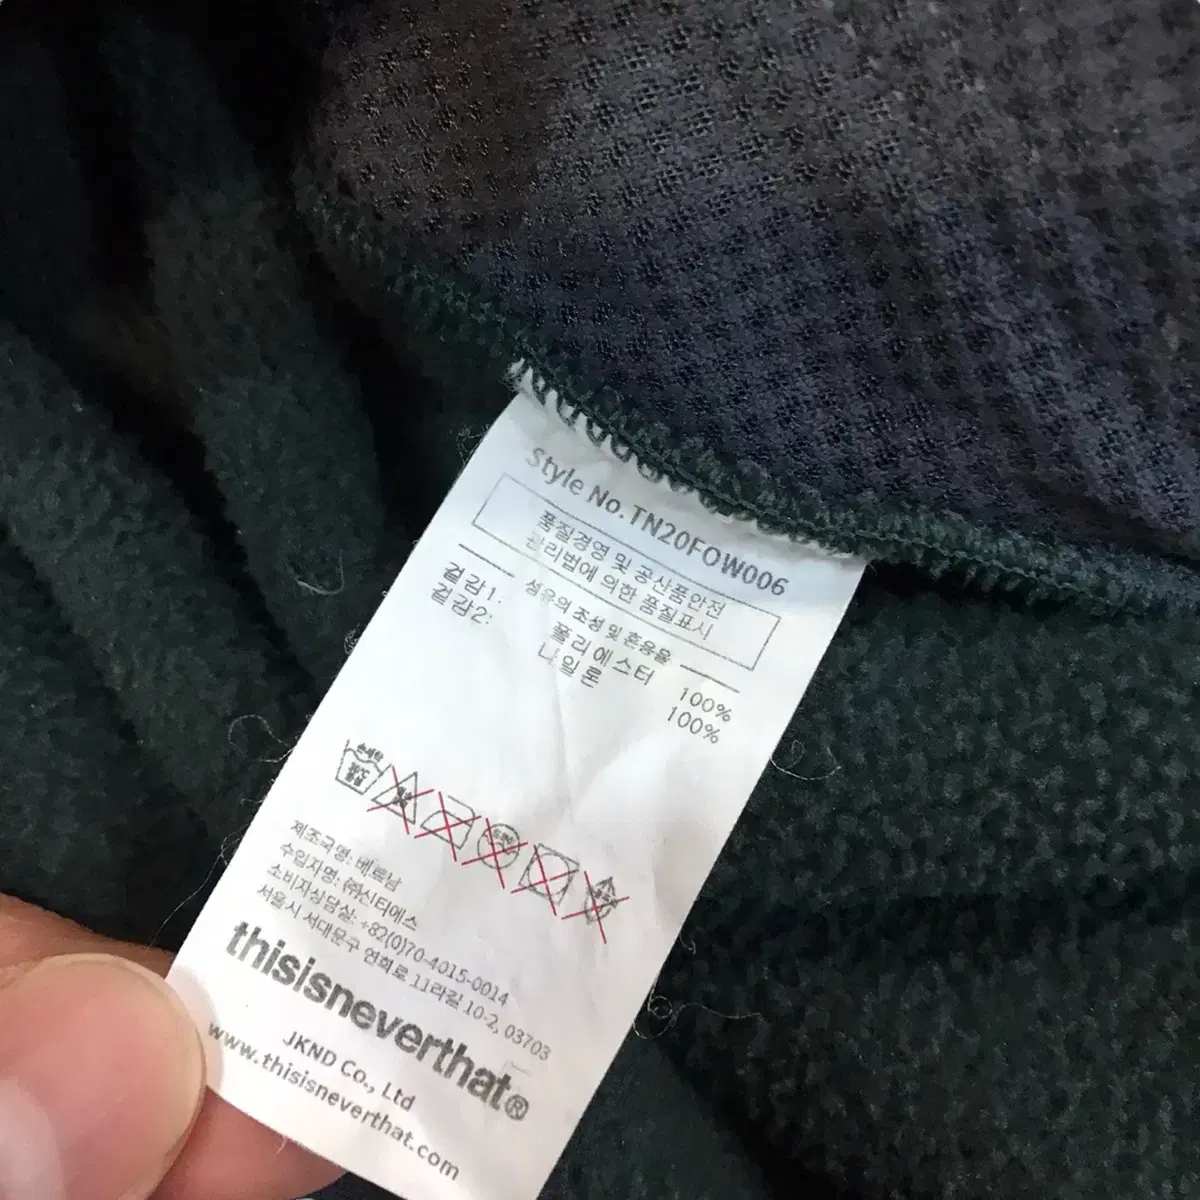 Style No.TN20FOW006
품질경영 및 공산품안전
관리법에 의한 품질표시
섬유의 조성 및 혼용율
겉감1: 폴리에스터 100%
겉감2: 나일론 100%
손세탁
제조국명: 베트남
수입자명: ㈜신티에스
소비자상담실: +82(0)70-4015-0014
서울시 서대문구 연희로 11라길 10-2, 03703
thisisneverthat®
JKND Co., Ltd
www.thisisneverthat.com